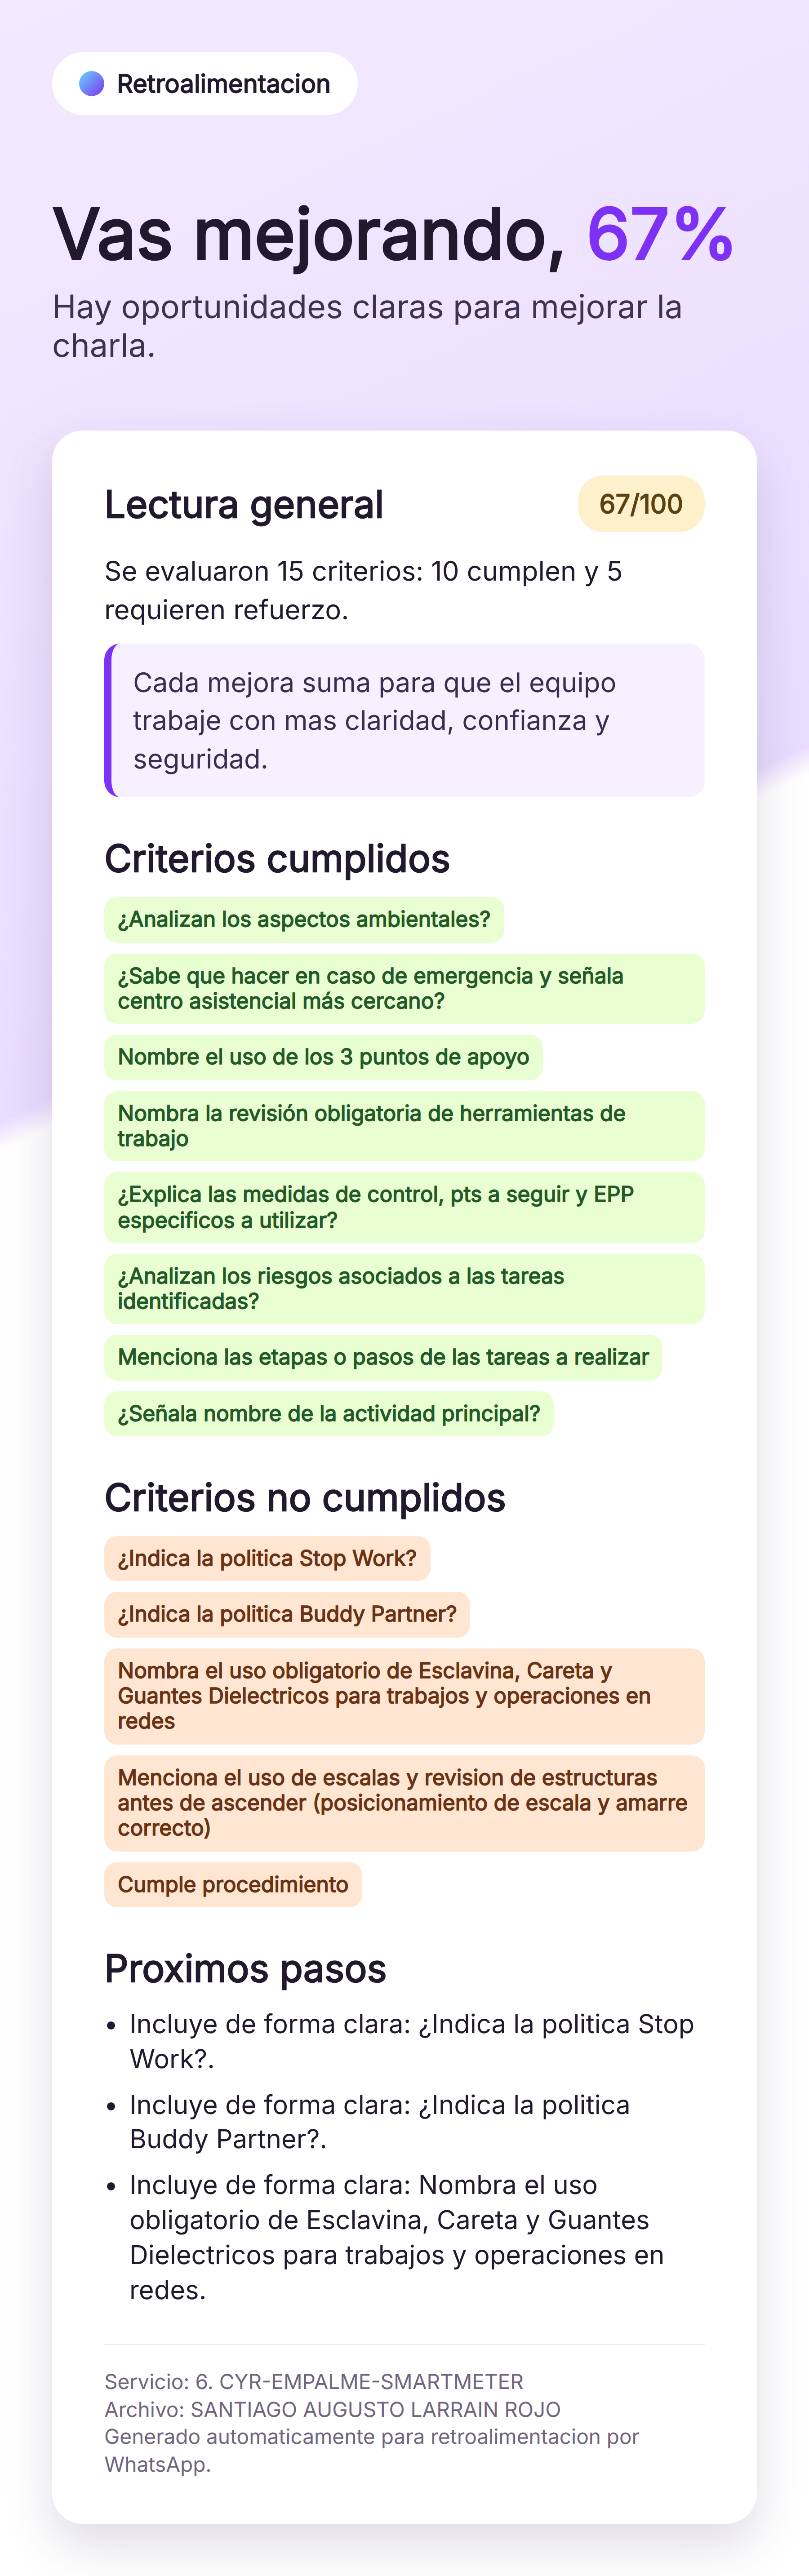 Retroalimentacion
Vas mejorando, 67%
Hay oportunidades claras para mejorar la
charla.
Lectura general
67/100
Se evaluaron 15 criterios: 10 cumplen y 5
requieren refuerzo.
Cada mejora suma para que el equipo
trabaje con mas claridad, confianza y
seguridad.
Criterios cumplidos
¿Analizan los aspectos ambientales?
¿Sabe que hacer en caso de emergencia y señala
centro asistencial más cercano?
Nombre el uso de los 3 puntos de apoyo
Nombra la revisión obligatoria de herramientas de
trabajo
¿Explica las medidas de control, pts a seguir y EPP
especificos a utilizar?
¿Analizan los riesgos asociados a las tareas
identificadas?
Menciona las etapas o pasos de las tareas a realizar
¿Señala nombre de la actividad principal?
Criterios no cumplidos
¿Indica la politica Stop Work?
¿Indica la politica Buddy Partner?
Nombra el uso obligatorio de Esclavina, Careta y
Guantes Dielectricos para trabajos y operaciones en
redes
Menciona el uso de escalas y revision de estructuras
antes de ascender (posicionamiento de escala y amarre
correcto)
Cumple procedimiento
Proximos pasos
• Incluye de forma clara: ¿Indica la politica Stop
Work?.
• Incluye de forma clara: ¿Indica la politica
Buddy Partner?.
• Incluye de forma clara: Nombra el uso
obligatorio de Esclavina, Careta y Guantes
Dielectricos para trabajos y operaciones en
redes.
Servicio: 6. CYR-EMPALME-SMARTMETER
Archivo: SANTIAGO AUGUSTO LARRAIN ROJO
Generado automaticamente para retroalimentacion por
WhatsApp.